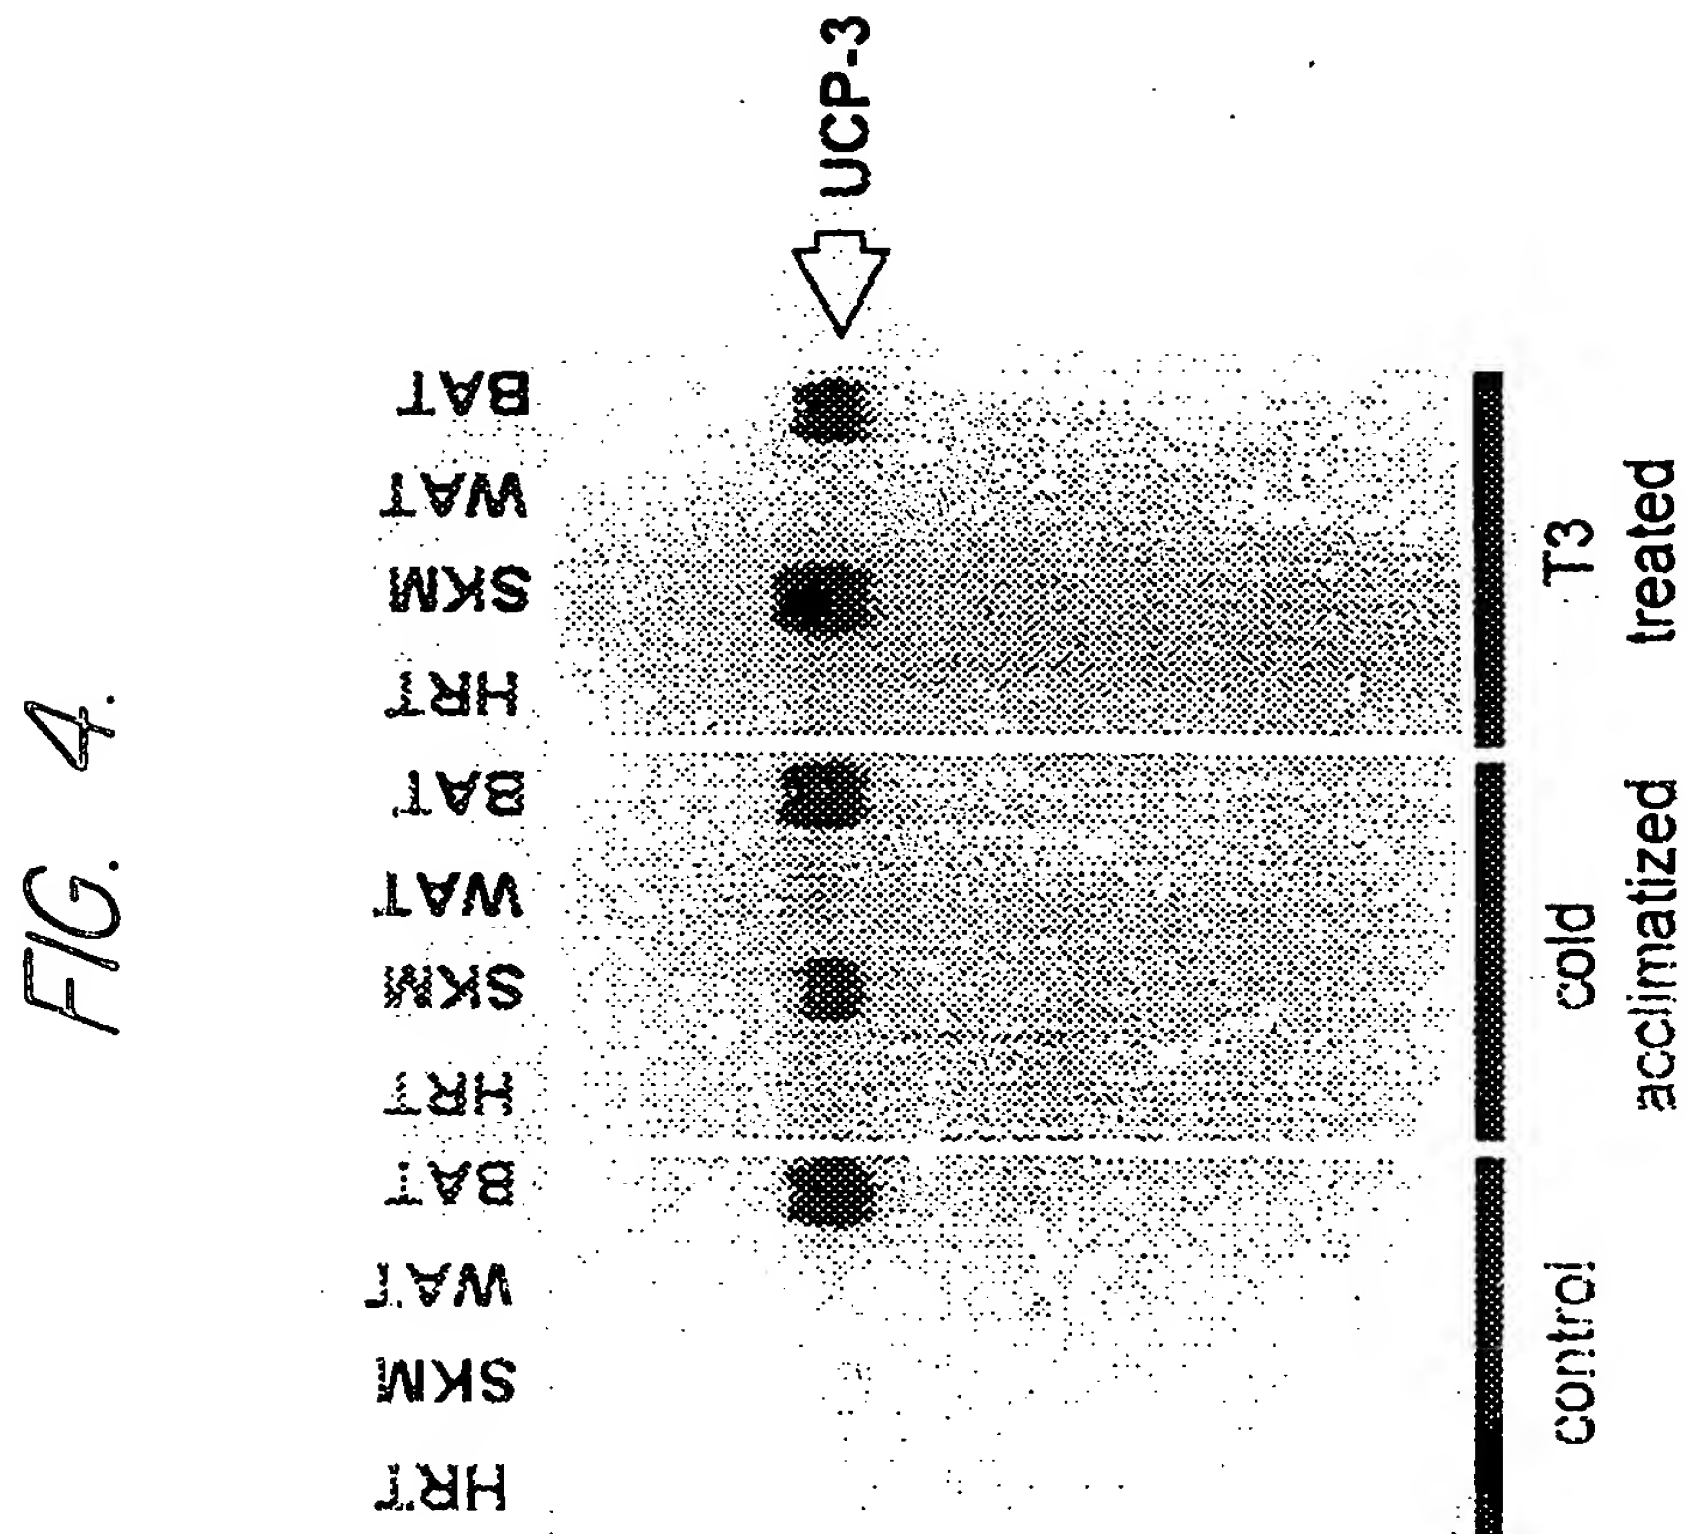 FIG. 4.
HRT SKM WAT BAT HRT SKM WAT BAT HRT SKM WAT BAT
UCP-3
control
cold
acclimatized
T3
treated